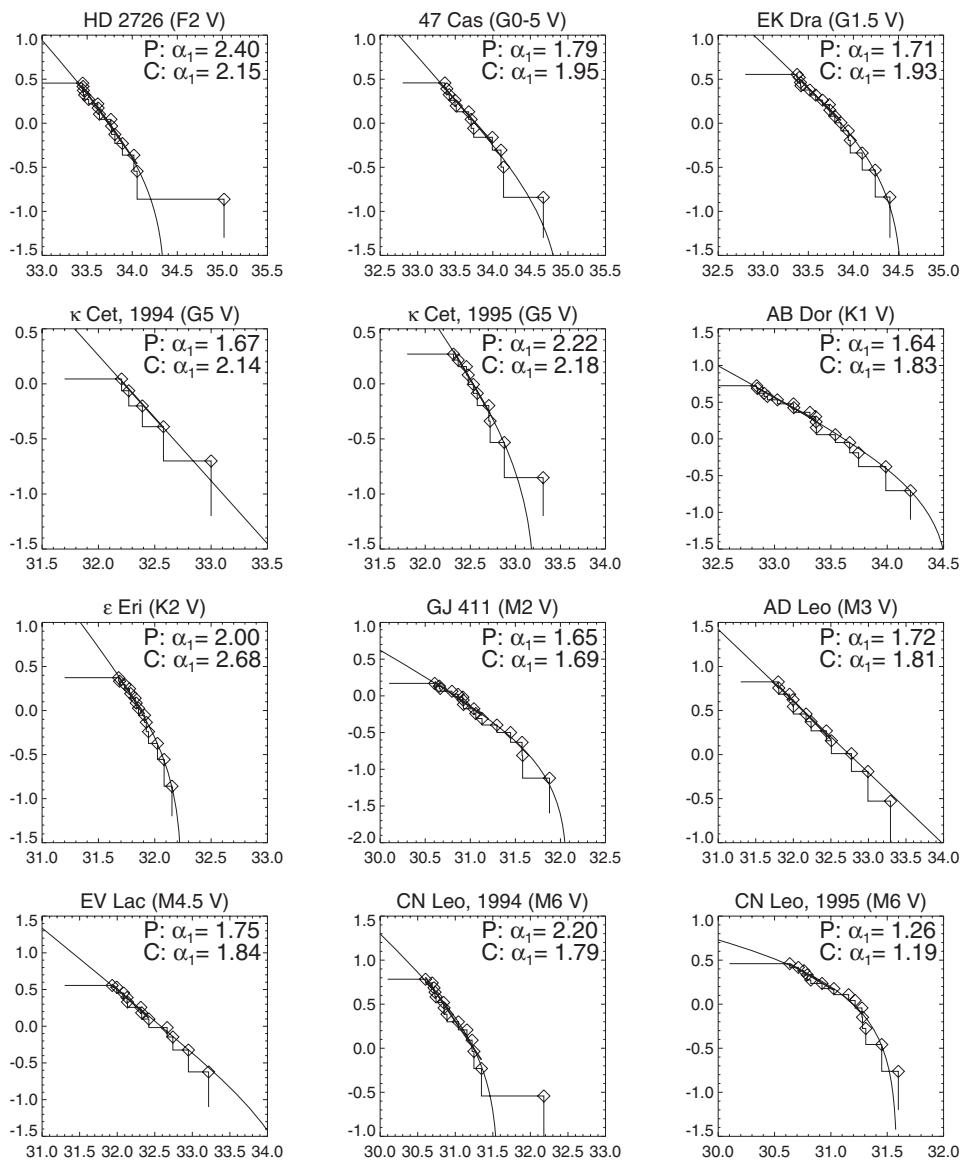 HD 2726 (F2 V)
P: α₁= 2.40
C: α₁= 2.15
1.0
0.5
0.0
-0.5
-1.0
-1.5
33.0 33.5 34.0 34.5 35.0 35.5
47 Cas (G0-5 V)
P: α₁= 1.79
C: α₁= 1.95
1.0
0.5
0.0
-0.5
-1.0
-1.5
32.5 33.0 33.5 34.0 34.5 35.0 35.5
EK Dra (G1.5 V)
P: α₁= 1.71
C: α₁= 1.93
1.0
0.5
0.0
-0.5
-1.0
-1.5
32.5 33.0 33.5 34.0 34.5 35.0
κ Cet, 1994 (G5 V)
P: α₁= 1.67
C: α₁= 2.14
0.5
0.0
-0.5
-1.0
-1.5
31.5 32.0 32.5 33.0 33.5
κ Cet, 1995 (G5 V)
P: α₁= 2.22
C: α₁= 2.18
0.5
0.0
-0.5
-1.0
-1.5
31.5 32.0 32.5 33.0 33.5 34.0
AB Dor (K1 V)
P: α₁= 1.64
C: α₁= 1.83
1.5
1.0
0.5
0.0
-0.5
-1.0
-1.5
32.5 33.0 33.5 34.0 34.5
ε Eri (K2 V)
P: α₁= 2.00
C: α₁= 2.68
1.0
0.5
0.0
-0.5
-1.0
-1.5
31.0 31.5 32.0 32.5 33.0
GJ 411 (M2 V)
P: α₁= 1.65
C: α₁= 1.69
1.0
0.5
0.0
-0.5
-1.0
-1.5
-2.0
30.0 30.5 31.0 31.5 32.0 32.5
AD Leo (M3 V)
P: α₁= 1.72
C: α₁= 1.81
1.5
1.0
0.5
0.0
-0.5
-1.0
31.0 31.5 32.0 32.5 33.0 33.5 34.0
EV Lac (M4.5 V)
P: α₁= 1.75
C: α₁= 1.84
1.5
1.0
0.5
0.0
-0.5
-1.0
-1.5
31.0 31.5 32.0 32.5 33.0 33.5 34.0
CN Leo, 1994 (M6 V)
P: α₁= 2.20
C: α₁= 1.79
1.5
1.0
0.5
0.0
-0.5
-1.0
30.0 30.5 31.0 31.5 32.0 32.5
CN Leo, 1995 (M6 V)
P: α₁= 1.26
C: α₁= 1.19
1.0
0.5
0.0
-0.5
-1.0
-1.5
30.0 30.5 31.0 31.5 32.0